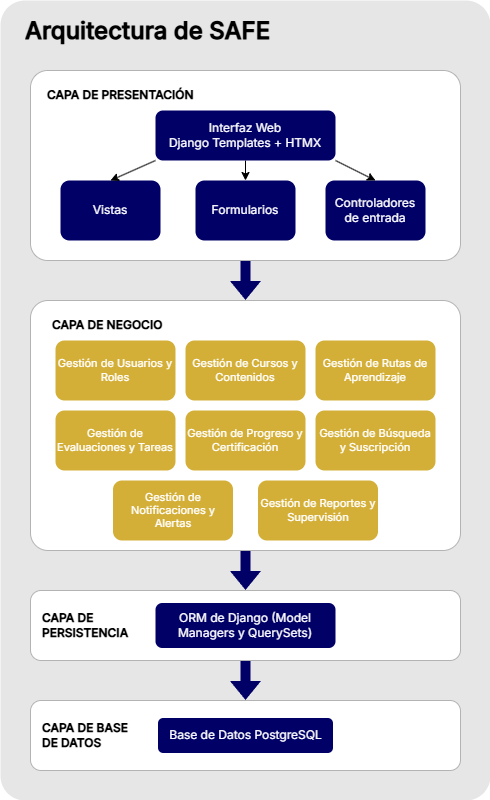 Arquitectura de SAFE
CAPA DE PRESENTACIÓN
Interfaz Web
Django Templates + HTMX
Vistas
Formularios
Controladores
de entrada
CAPA DE NEGOCIO
Gestión de Usuarios y
Roles
Gestión de Cursos y
Contenidos
Gestión de Rutas de
Aprendizaje
Gestión de
Evaluaciones y Tareas
Gestión de Progreso y
Certificación
Gestión de Búsqueda
y Suscripción
Gestión de
Notificaciones y
Alertas
Gestión de Reportes y
Supervisión
CAPA DE
PERSISTENCIA
ORM de Django (Model
Managers y QuerySets)
CAPA DE BASE
DE DATOS
Base de Datos PostgreSQL